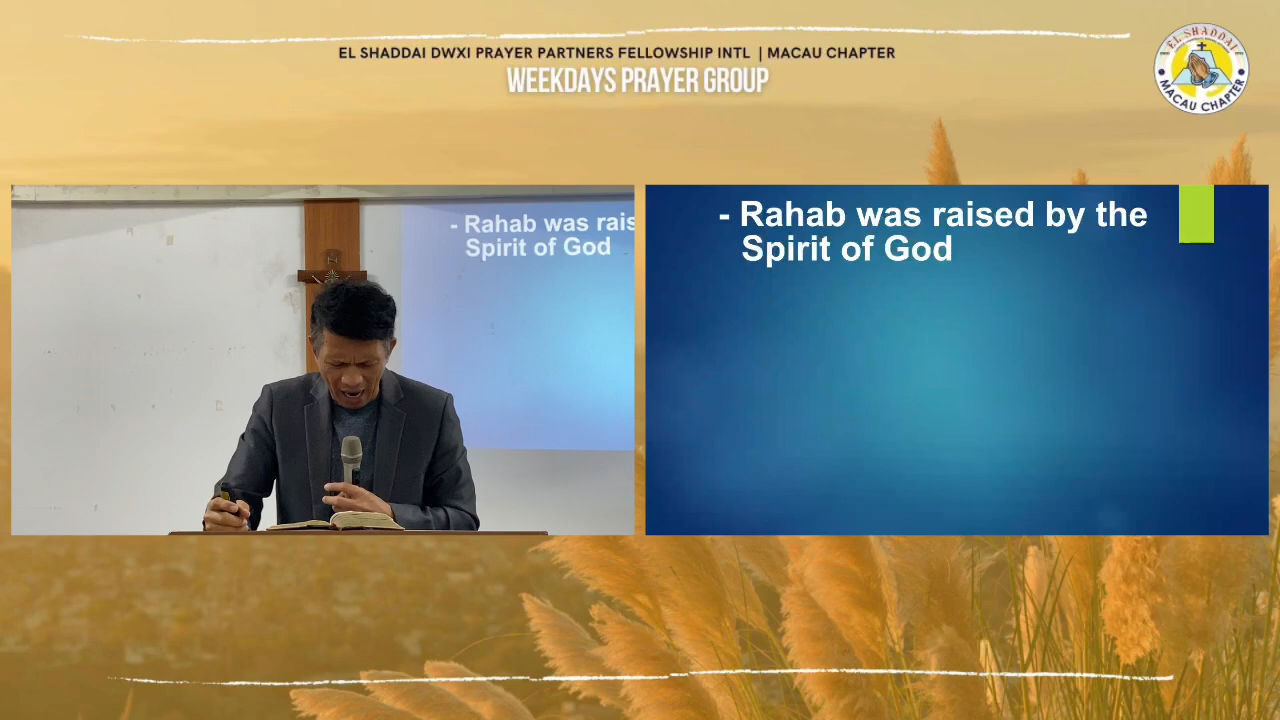 EL SHADDAI DWXI PRAYER PARTNERS FELLOWSHIP INTL | MACAU CHAPTER
WEEKDAYS PRAYER GROUP
EL SHADDAI
MACAU CHAPTER
- Rahab was rais
Spirit of God
- Rahab was raised by the
Spirit of God